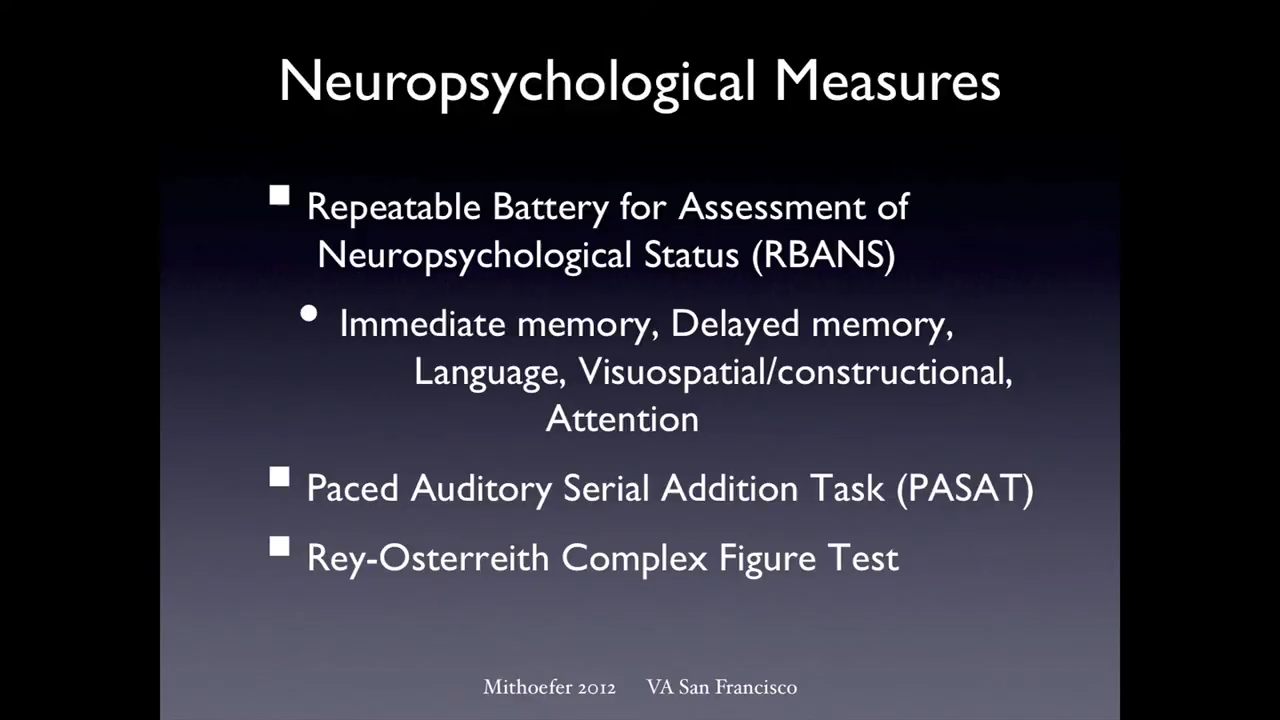 Neuropsychological Measures
Repeatable Battery for Assessment of
Neuropsychological Status (RBANS)
Immediate memory, Delayed memory,
Language, Visuospatial/constructional,
Attention
Paced Auditory Serial Addition Task (PASAT)
Rey-Osterreith Complex Figure Test
Mithoefer 2012 VA San Francisco